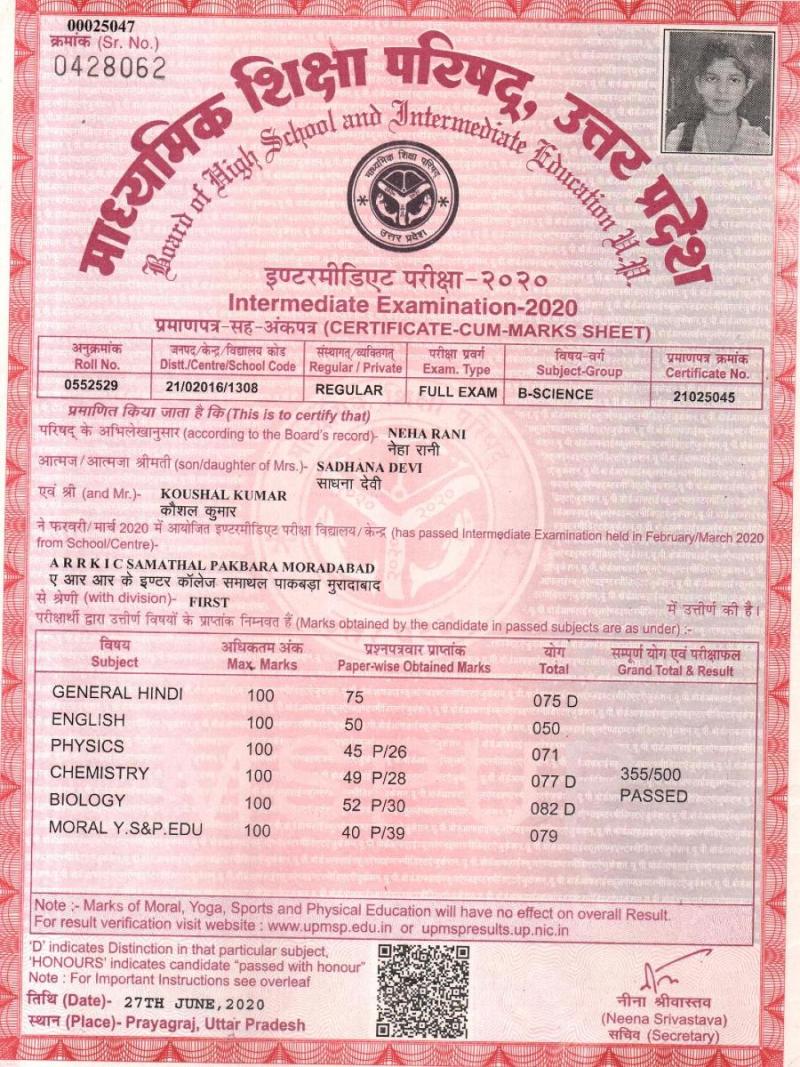 00025047
क्रमांक (Sr. No.)
0428062
माध्यमिक शिक्षा परिषद्, उत्तर प्रदेश
Board of High School and Intermediate Education U.P.
माध्यमिक शिक्षा परिषद्
उत्तर प्रदेश
इण्टरमीडिएट परीक्षा-२०२०
Intermediate Examination-2020
प्रमाणपत्र-सह-अंकपत्र (CERTIFICATE-CUM-MARKS SHEET)
अनुक्रमांक जनपद/केन्द्र/विद्यालय कोड संस्थागत/व्यक्तिगत परीक्षा प्रवर्ग विषय-वर्ग प्रमाणपत्र क्रमांक
Roll No. Distt./Centre/School Code Regular / Private Exam. Type Subject-Group Certificate No.
0552529 21/02016/1308 REGULAR FULL EXAM B-SCIENCE 21025045
प्रमाणित किया जाता है कि (This is to certify that)
परिषद् के अभिलेखानुसार (according to the Board's record)- NEHA RANI
नेहा रानी
आत्मज/आत्मजा श्रीमती (son/daughter of Mrs.)- SADHANA DEVI
साधना देवी
एवं श्री (and Mr.)- KOUSHAL KUMAR
कौशल कुमार
ने फरवरी/मार्च 2020 में आयोजित इण्टरमीडिएट परीक्षा विद्यालय/केन्द्र (has passed Intermediate Examination held in February/March 2020
from School/Centre)-
A R R K I C SAMATHAL PAKBARA MORADABAD
ए आर आर के इण्टर कॉलेज समाथल पाकबड़ा मुरादाबाद
से श्रेणी (with division)- FIRST में उत्तीर्ण की है।
परीक्षार्थी द्वारा उत्तीर्ण विषयों के प्राप्तांक निम्नवत हैं (Marks obtained by the candidate in passed subjects are as under) :-
विषय अधिकतम अंक प्रश्नपत्रवार प्राप्तांक योग सम्पूर्ण योग एवं परीक्षाफल
Subject Max. Marks Paper-wise Obtained Marks Total Grand Total & Result
GENERAL HINDI 100 75 075 D
ENGLISH 100 50 050
PHYSICS 100 45 P/26 071
CHEMISTRY 100 49 P/28 077 D 355/500
BIOLOGY 100 52 P/30 082 D PASSED
MORAL Y.S&P.EDU 100 40 P/39 079
Note :- Marks of Moral, Yoga, Sports and Physical Education will have no effect on overall Result.
For result verification visit website : www.upmsp.edu.in or upmspresults.up.nic.in
'D' indicates Distinction in that particular subject,
'HONOURS' indicates candidate "passed with honour"
Note : For Important Instructions see overleaf
तिथि (Date)- 27TH JUNE,2020
स्थान (Place)- Prayagraj, Uttar Pradesh
नीना श्रीवास्तव
(Neena Srivastava)
सचिव (Secretary)